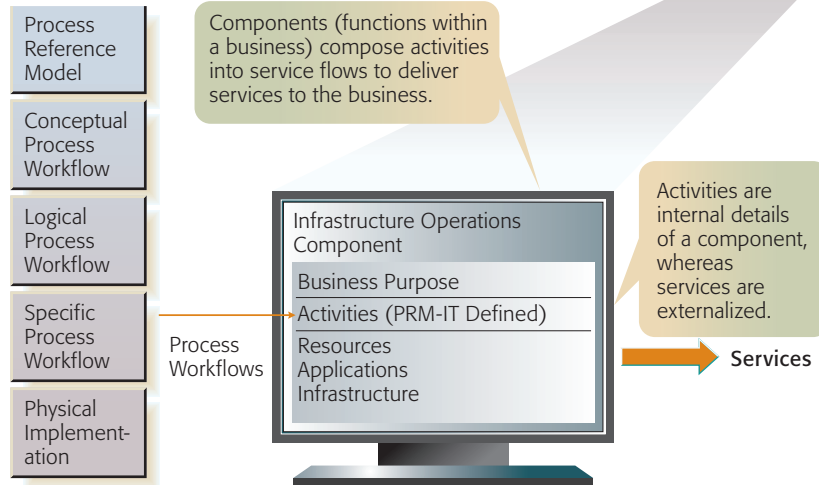 Process
Reference
Model
Conceptual
Process
Workflow
Logical
Process
Workflow
Specific
Process
Workflow
Physical
Implement-
ation
Components (functions within
a business) compose activities
into service flows to deliver
services to the business.
Process
Workflows
Infrastructure Operations
Component
Business Purpose
Activities (PRM-IT Defined)
Resources
Applications
Infrastructure
Activities are
internal details
of a component,
whereas
services are
externalized.
Services